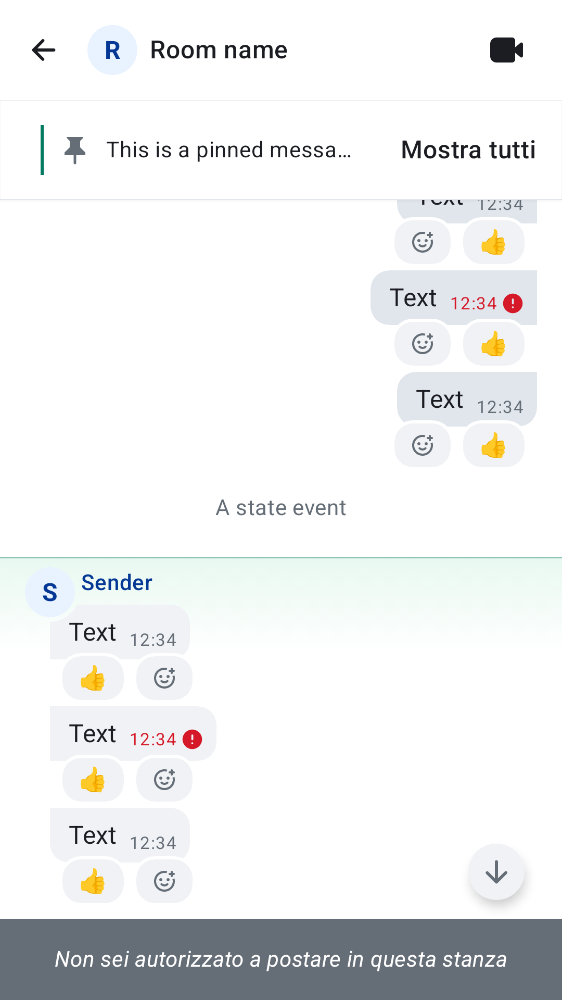 R Room name
This is a pinned messa… Mostra tutti
Text 12:34
Text 12:34
Text 12:34
A state event
S Sender
Text 12:34
Text 12:34
Text 12:34
Non sei autorizzato a postare in questa stanza